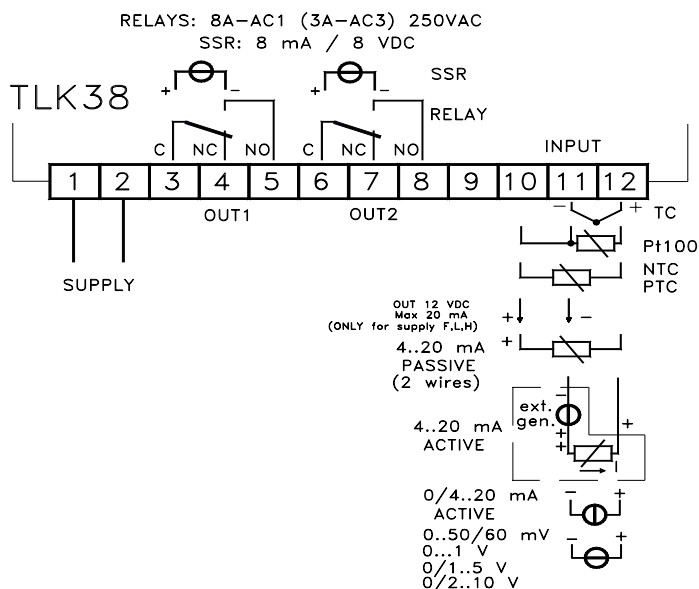 RELAYS: 8A-AC1 (3A-AC3) 250VAC
SSR: 8 mA / 8 VDC
TLK38
+ - + - SSR
RELAY
C NC NO C NC NO INPUT
1 2 3 4 5 6 7 8 9 10 11 12
OUT1 OUT2 - + TC
Pt100
SUPPLY
NTC
PTC
OUT 12 VDC
Max 20 mA
(ONLY for supply F,L,H)
+ -
4..20 mA +
PASSIVE
(2 wires)
-
ext.
gen.
+
+
+
4..20 mA
ACTIVE
I
0/4..20 mA - +
ACTIVE
0..50/60 mV - +
0...1 V
0/1..5 V
0/2..10 V